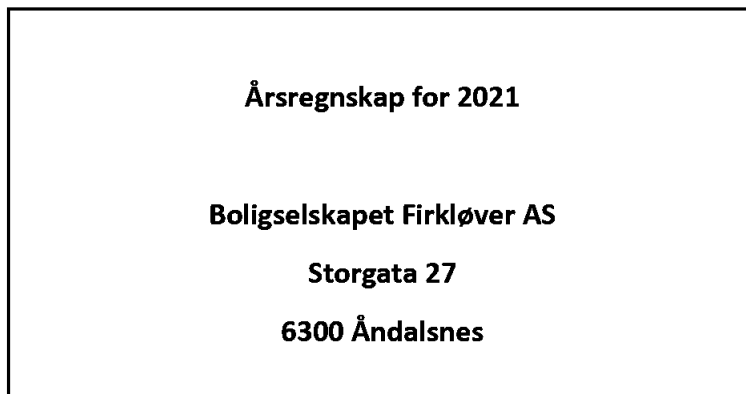 Årsregnskap for 2021
Boligselskapet Firkløver AS
Storgata 27
6300 Åndalsnes